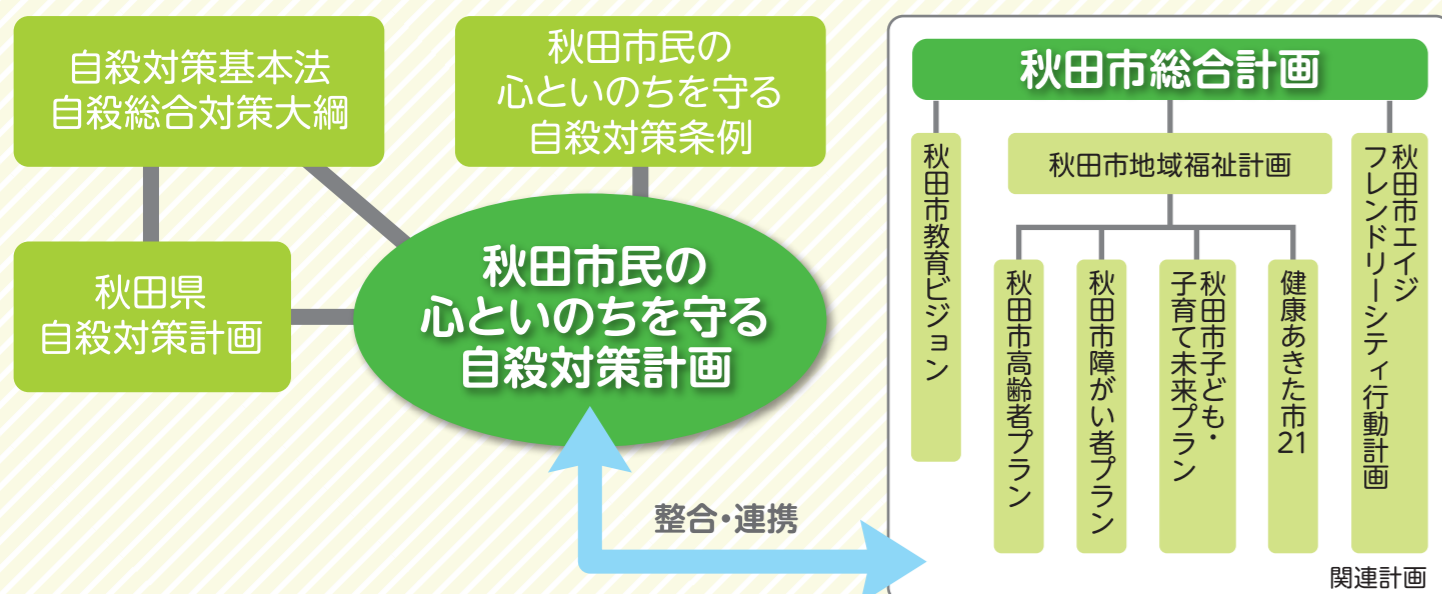 自殺対策基本法
自殺総合対策大綱
秋田市民の
心といのちを守る
自殺対策条例
秋田県
自殺対策計画
秋田市民の
心といのちを守る
自殺対策計画
整合・連携
秋田市総合計画
秋田市教育ビジョン
秋田市地域福祉計画
秋田市高齢者プラン
秋田市障がい者プラン
秋田市子ども・
子育て未来プラン
健康あきた市21
秋田市エイジ
フレンドリーシティ行動計画
関連計画